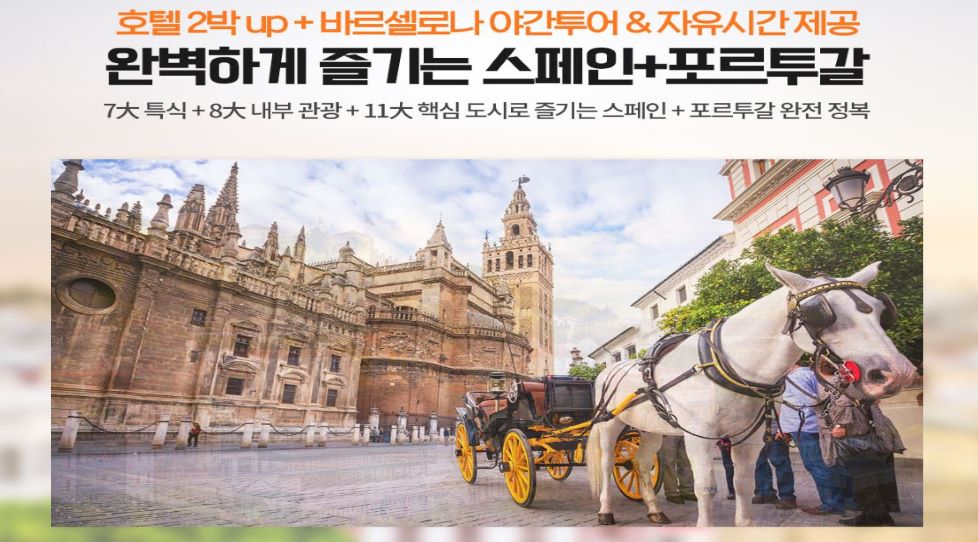 호텔 2박 up + 바르셀로나 야간투어 & 자유시간 제공
완벽하게 즐기는 스페인+포르투갈
7大 특식 + 8大 내부 관광 + 11大 핵심 도시로 즐기는 스페인 + 포르투갈 완전 정복